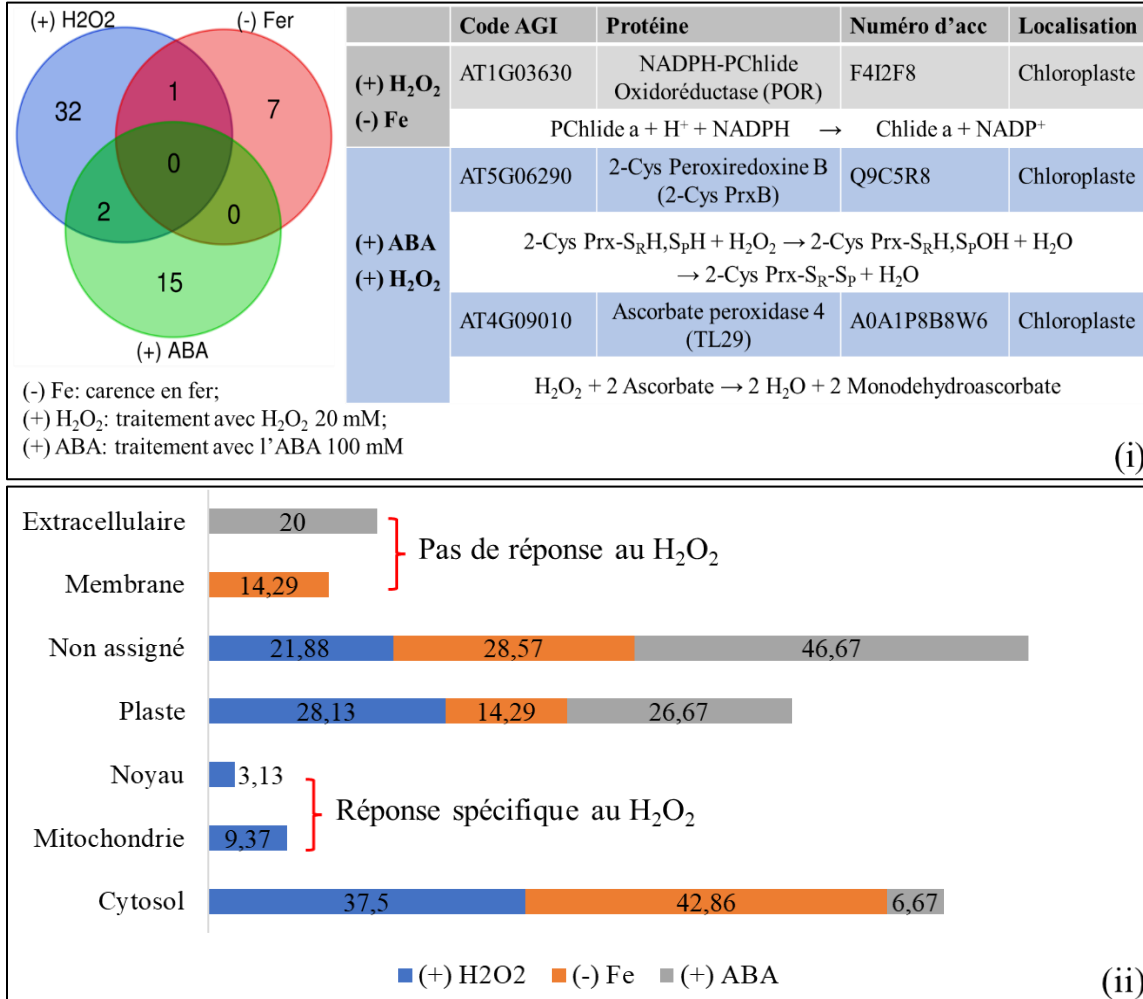 (+) H2O2
(-) Fer
32
1
7
0
2
0
15
(+) ABA
(-) Fe: carence en fer;
(+) H₂O₂: traitement avec H₂O₂ 20 mM;
(+) ABA: traitement avec l’ABA 100 mM
Code AGI Protéine Numéro d’acc Localisation
(+) H₂O₂
(-) Fe
AT1G03630 NADPH-PChlide Oxidoréductase (POR) F4I2F8 Chloroplaste
PChlide a + H⁺ + NADPH → Chlide a + NADP⁺
(+) ABA
(+) H₂O₂
AT5G06290 2-Cys Peroxiredoxine B (2-Cys PrxB) Q9C5R8 Chloroplaste
2-Cys Prx-S_RH,S_PH + H₂O₂ → 2-Cys Prx-S_RH,S_POH + H₂O
→ 2-Cys Prx-S_R-S_P + H₂O
AT4G09010 Ascorbate peroxidase 4 (TL29) A0A1P8B8W6 Chloroplaste
H₂O₂ + 2 Ascorbate → 2 H₂O + 2 Monodehydroascorbate
(i)
Extracellulaire 20
Membrane 14,29
Pas de réponse au H₂O₂
Non assigné 21,88 28,57 46,67
Plaste 28,13 14,29 26,67
Noyau 3,13
Mitochondrie 9,37
Réponse spécifique au H₂O₂
Cytosol 37,5 42,86 6,67
(+) H2O2 (-) Fe (+) ABA
(ii)